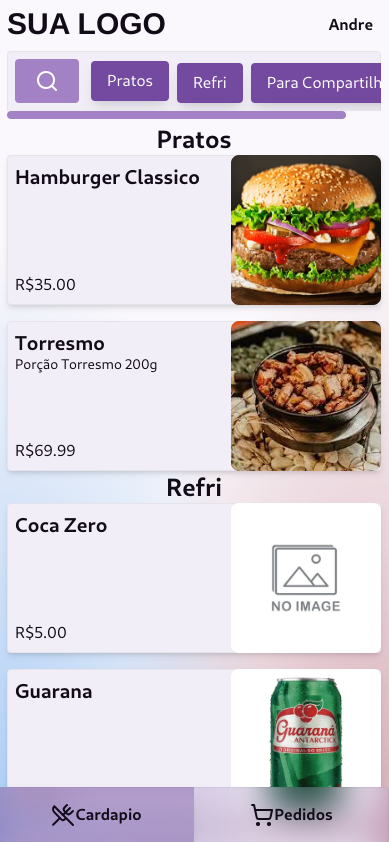 SUA LOGO
Andre
Pratos
Refri
Para Compartilh
Pratos
Hamburger Classico
R$35.00
Torresmo
Porção Torresmo 200g
R$69.99
Refri
Coca Zero
NO IMAGE
R$5.00
Guarana
Guaraná
ANTARCTICA
Cardapio
Pedidos